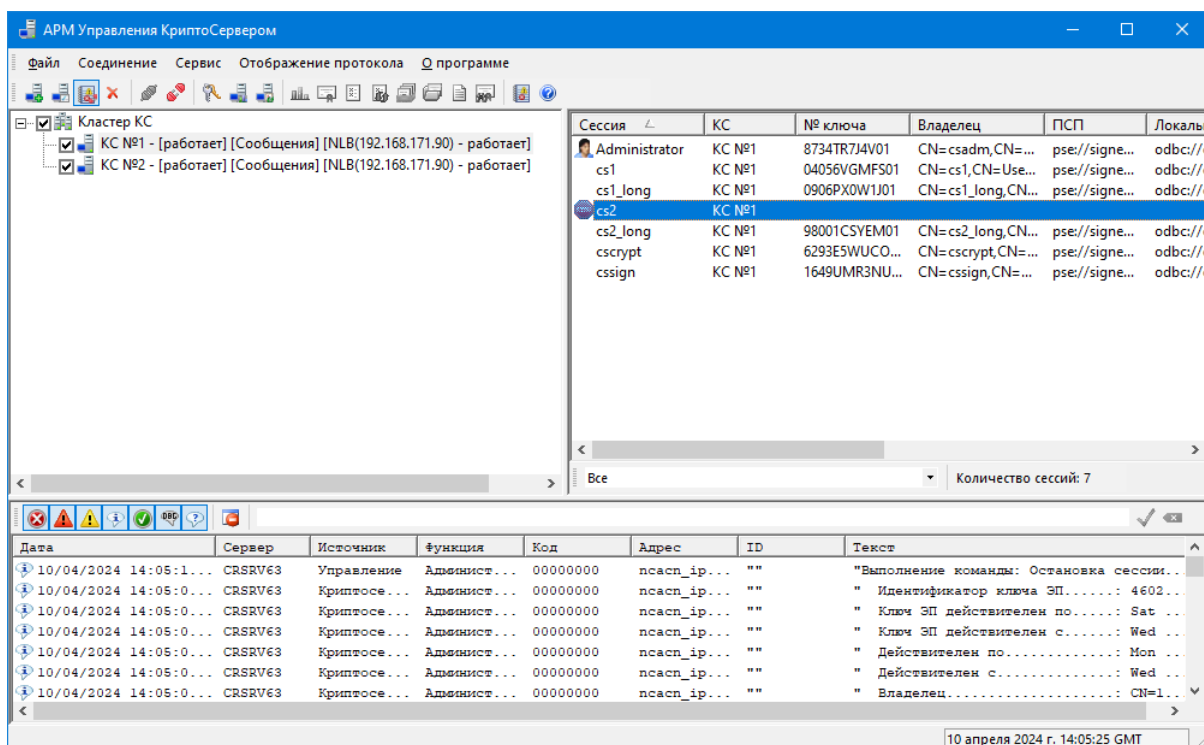 АРМ Управления КриптоСервером
Файл Соединение Сервис Отображение протокола О программе
Кластер КС
КС №1 - [работает] [Сообщения] [NLB(192.168.171.90) - работает]
КС №2 - [работает] [Сообщения] [NLB(192.168.171.90) - работает]
Сессия КС № ключа Владелец ПСП Локаль
Administrator КС №1 8734TR7J4V01 CN=csadm,CN=... pse://signe... odbc://
cs1 КС №1 04056VGMFS01 CN=cs1,CN=Use... pse://signe... odbc://
cs1_long КС №1 0906PX0W1J01 CN=cs1_long,CN... pse://signe... odbc://
cs2 КС №1
cs2_long КС №1 98001CSYEM01 CN=cs2_long,CN... pse://signe... odbc://
cscrypt КС №1 6293E5WUCO... CN=cscrypt,CN=... pse://signe... odbc://
cssign КС №1 1649UMR3NU... CN=cssign,CN=... pse://signe... odbc://
Все Количество сессий: 7
Дата Сервер Источник Функция Код Адрес ID Текст
10/04/2024 14:05:1... CRSRV63 Управление Админист... 00000000 ncacn_ip... "" "Выполнение команды: Остановка сессии...
10/04/2024 14:05:0... CRSRV63 Криптосе... Админист... 00000000 ncacn_ip... "" " Идентификатор ключа ЭП......: 4602...
10/04/2024 14:05:0... CRSRV63 Криптосе... Админист... 00000000 ncacn_ip... "" " Ключ ЭП действителен по.....: Sat ...
10/04/2024 14:05:0... CRSRV63 Криптосе... Админист... 00000000 ncacn_ip... "" " Ключ ЭП действителен с......: Wed ...
10/04/2024 14:05:0... CRSRV63 Криптосе... Админист... 00000000 ncacn_ip... "" " Действителен по.............: Mon ...
10/04/2024 14:05:0... CRSRV63 Криптосе... Админист... 00000000 ncacn_ip... "" " Действителен с..............: Wed ...
10/04/2024 14:05:0... CRSRV63 Криптосе... Админист... 00000000 ncacn_ip... "" " Владелец....................: CN=1...
10 апреля 2024 г. 14:05:25 GMT